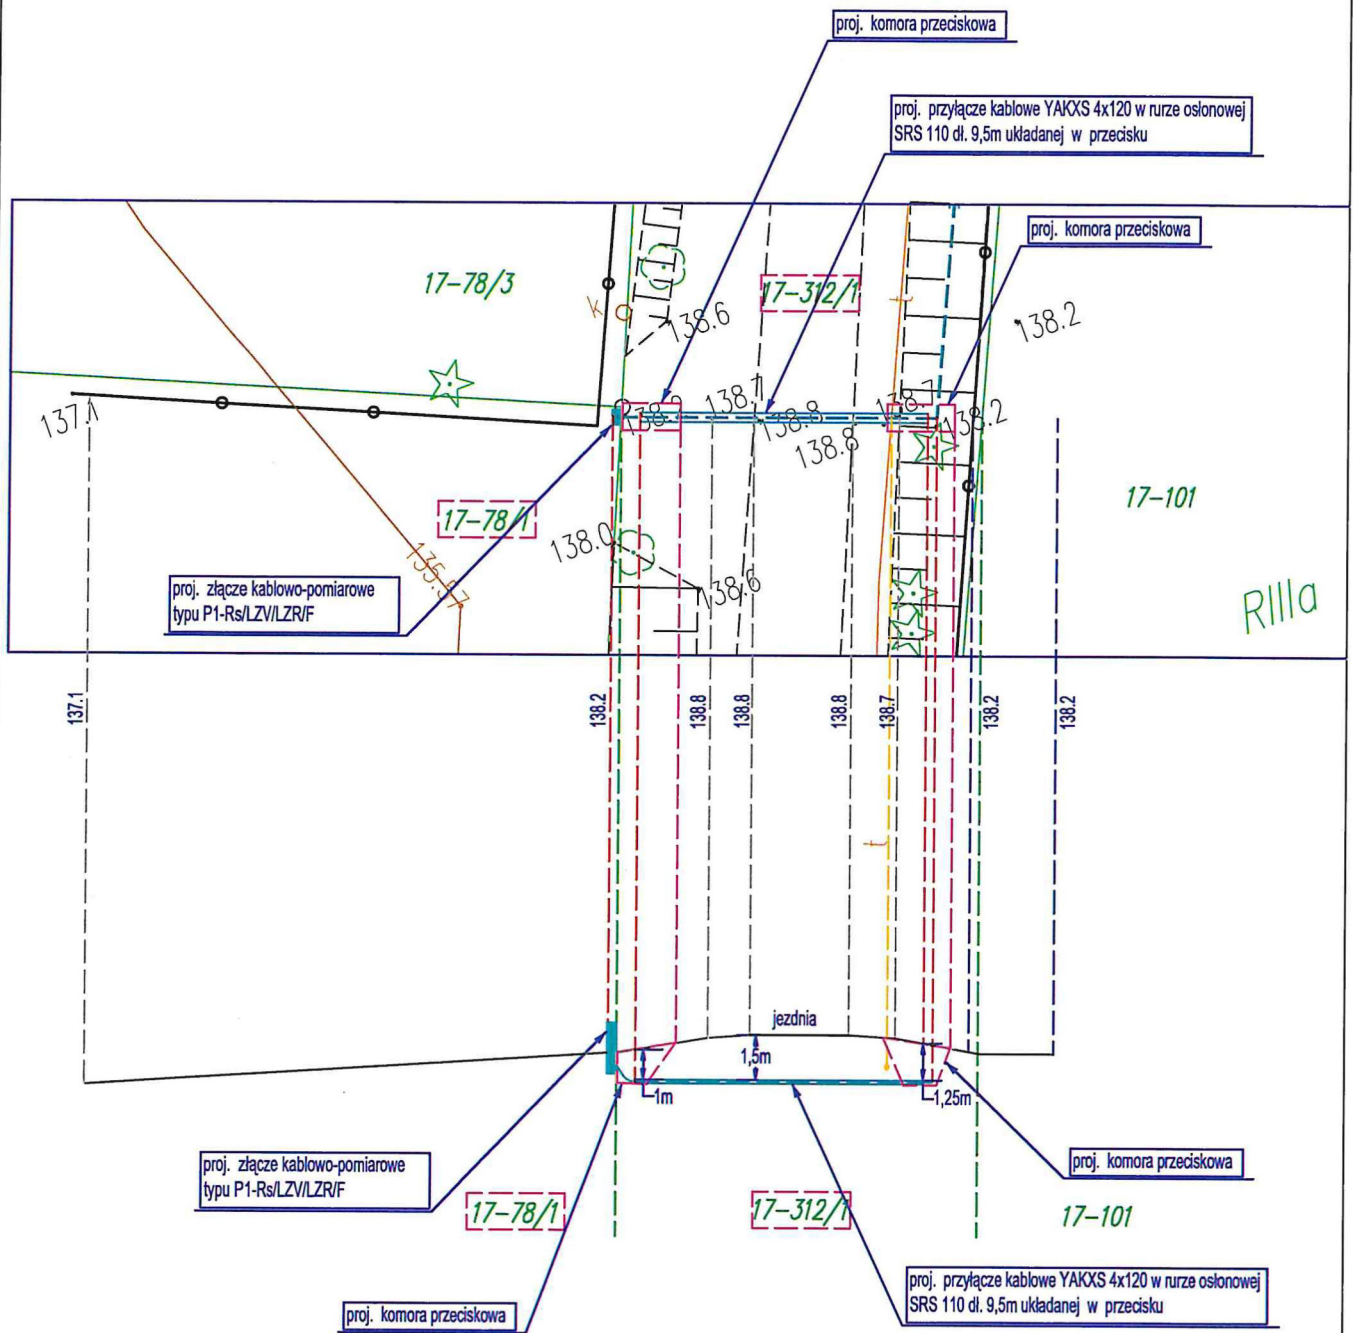 proj. komora przeciskowa
proj. przyłącze kablowe YAKXS 4x120 w rurze osłonowej
SRS 110 dł. 9,5m układanej w przecisku
proj. komora przeciskowa
17-78/3
17-312/1
k
t
138.6
138.2
137.1
138.7
138.8
138.7
138.2
138.8
17-78/1
17-101
138.0
135.97
138.6
proj. złącze kablowo-pomiarowe
typu P1-Rs/LZV/LZR/F
RIIIa
137.1
138.2
138.8
138.8
138.8
138.7
138.2
138.2
t
jezdnia
1,5m
1m
1,25m
proj. złącze kablowo-pomiarowe
typu P1-Rs/LZV/LZR/F
proj. komora przeciskowa
17-78/1
17-312/1
17-101
proj. przyłącze kablowe YAKXS 4x120 w rurze osłonowej
SRS 110 dł. 9,5m układanej w przecisku
proj. komora przeciskowa